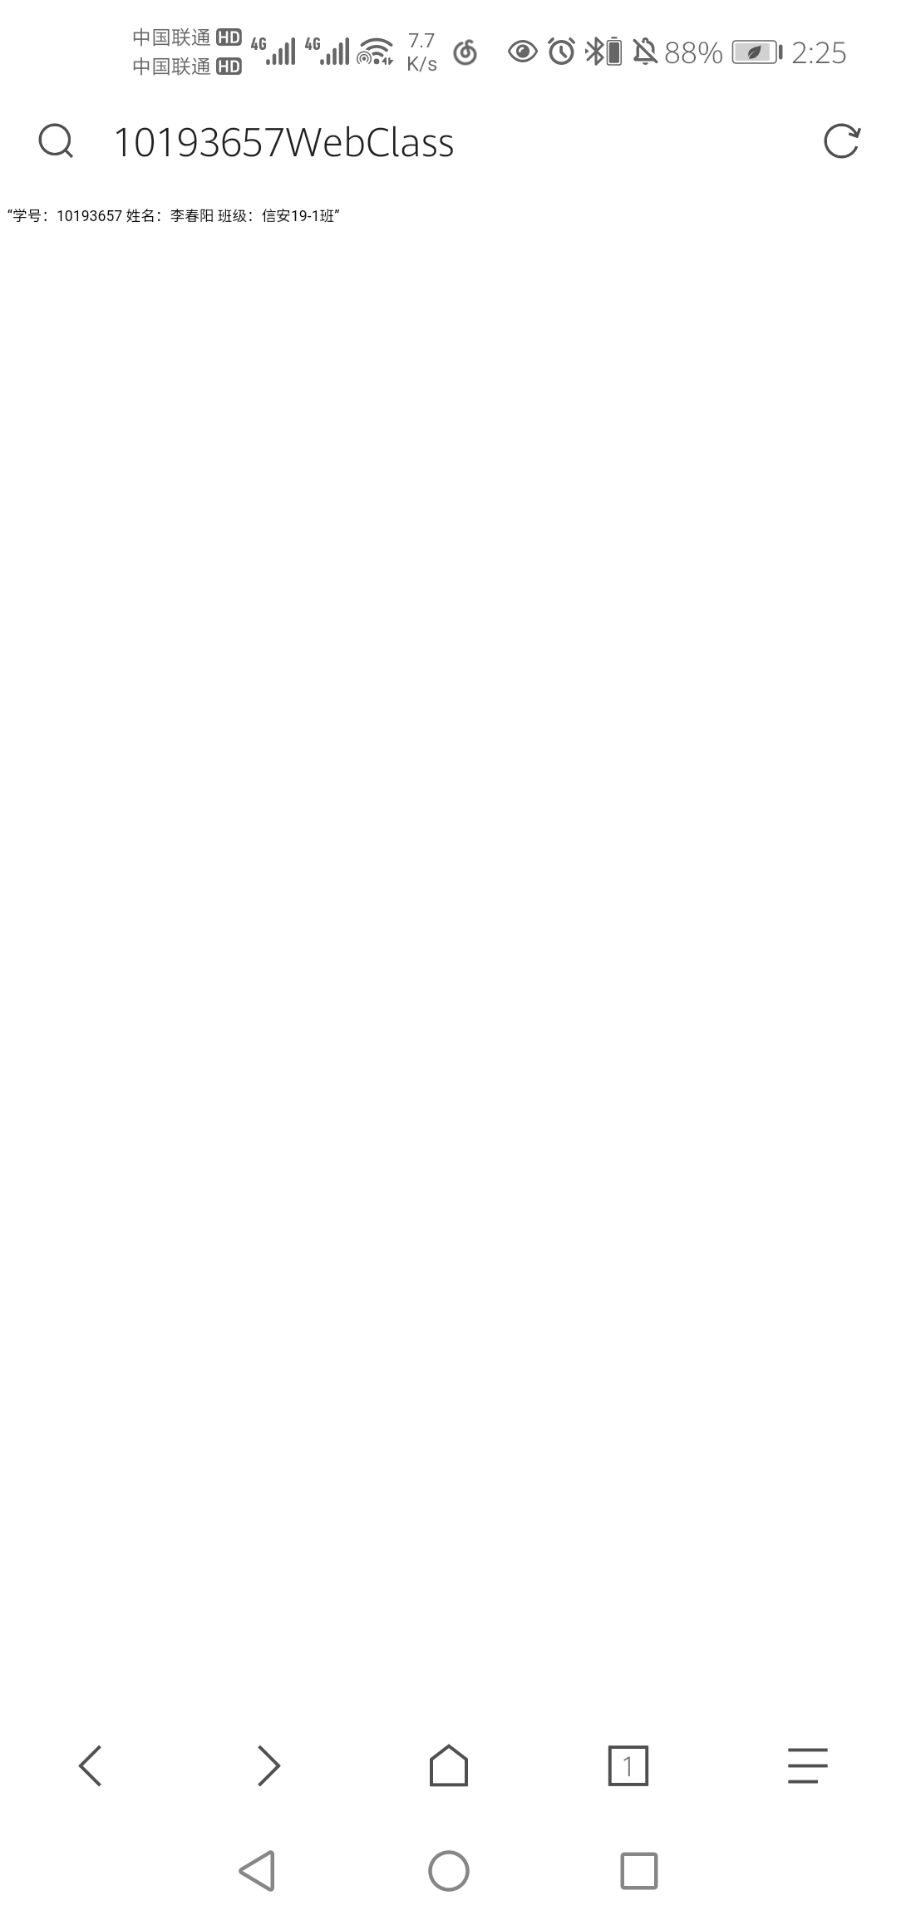 中国联通 HD
中国联通 HD
4G 4G 7.7 K/s 88% 2:25
10193657WebClass
“学号：10193657 姓名：李春阳 班级：信安19-1班”
1